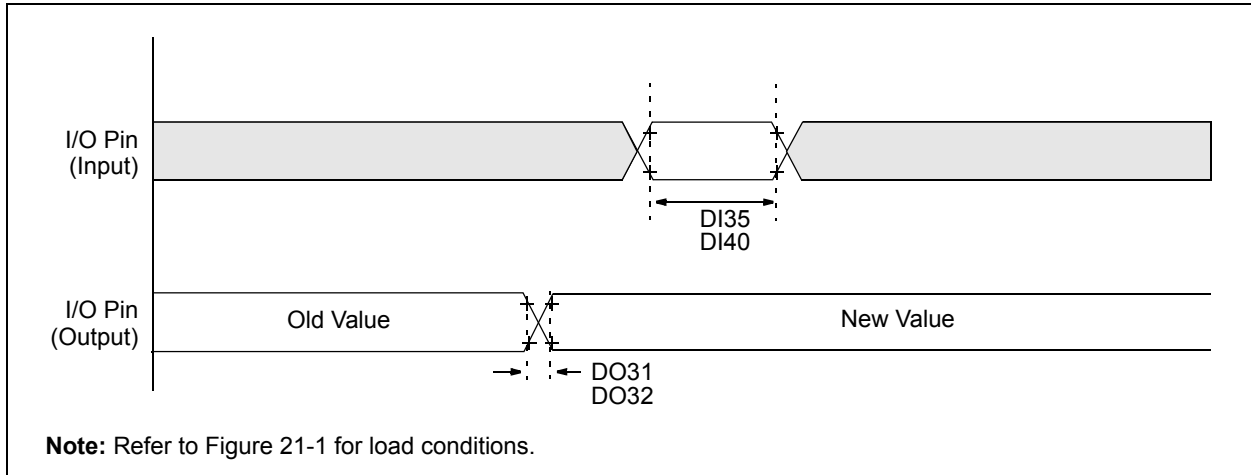 I/O Pin
(Input)
DI35
DI40
I/O Pin
(Output)
Old Value
New Value
DO31
DO32
Note: Refer to Figure 21-1 for load conditions.